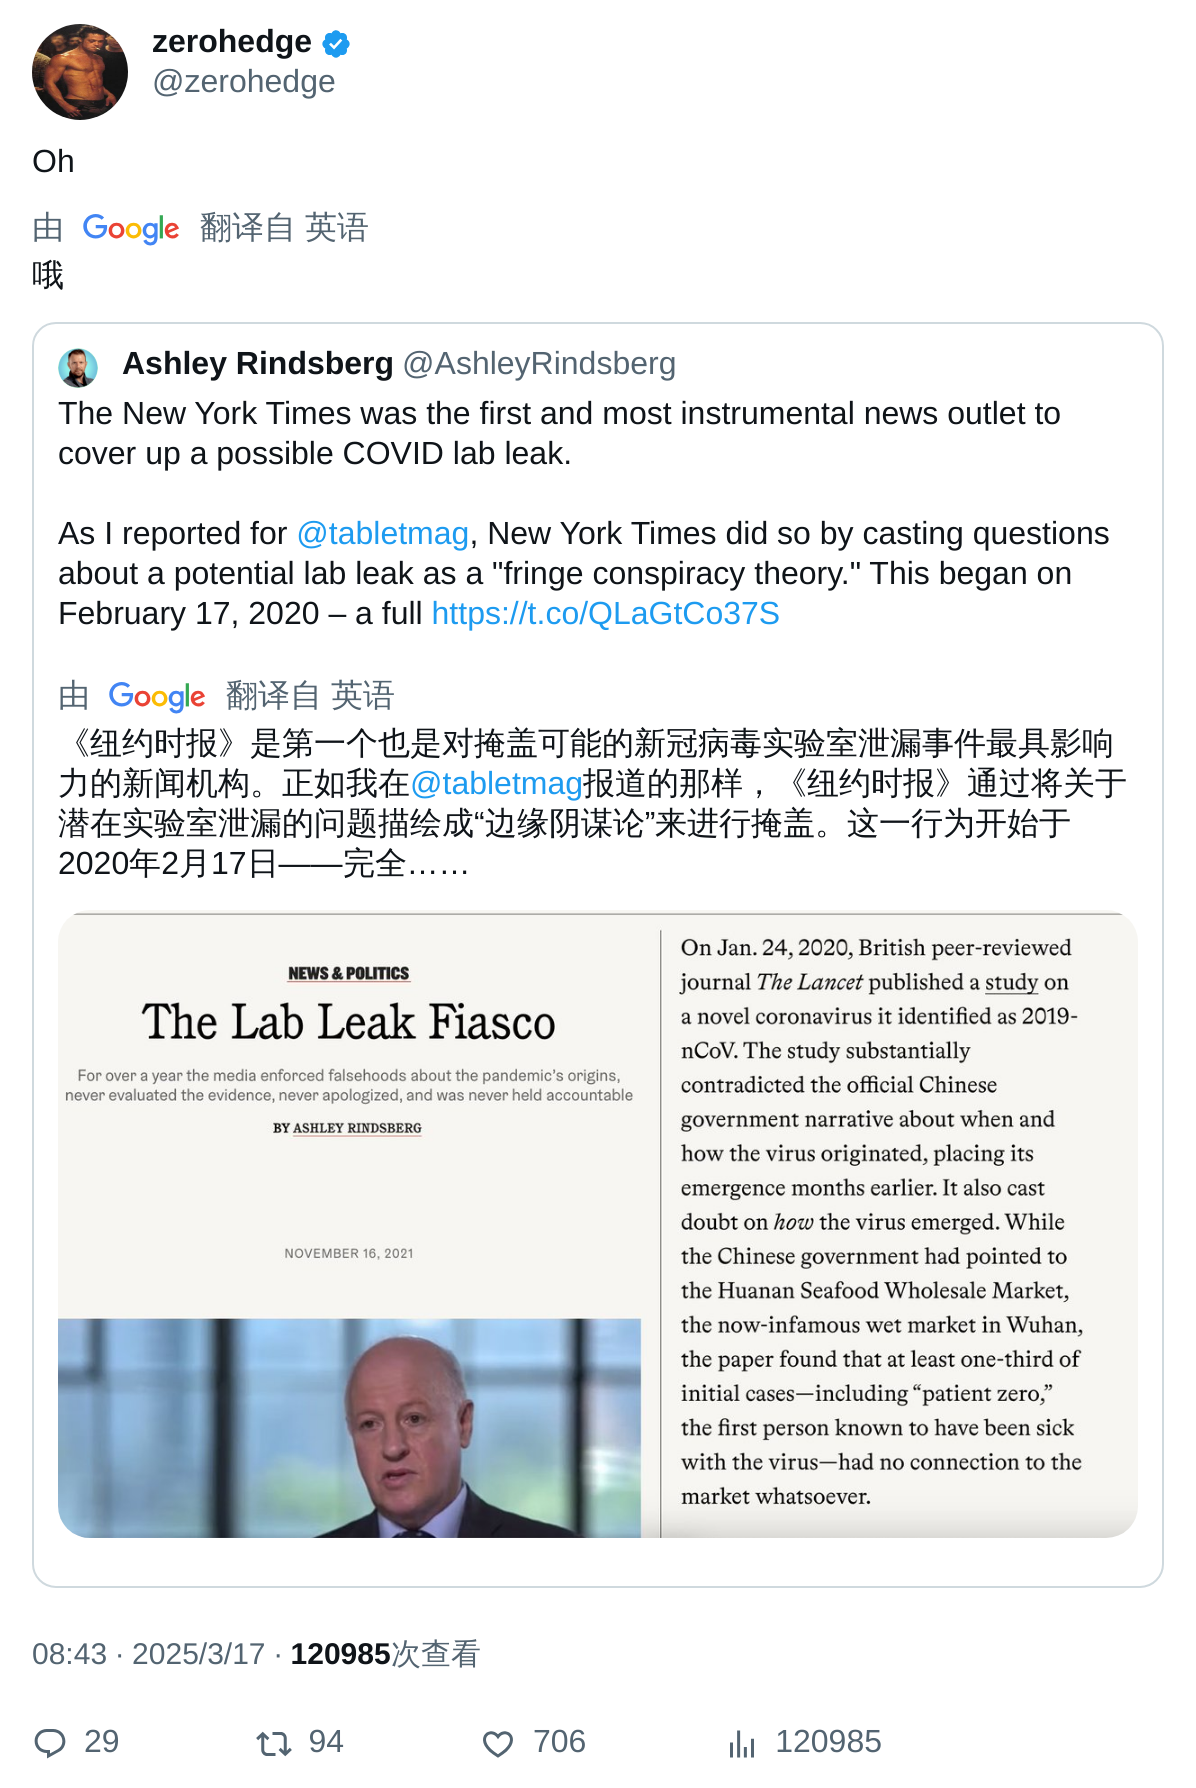 zerohedge
@zerohedge
Oh
由 Google 翻译自 英语
哦
Ashley Rindsberg @AshleyRindsberg
The New York Times was the first and most instrumental news outlet to
cover up a possible COVID lab leak.
As I reported for @tabletmag, New York Times did so by casting questions
about a potential lab leak as a "fringe conspiracy theory." This began on
February 17, 2020 – a full https://t.co/QLaGtCo37S
由 Google 翻译自 英语
《纽约时报》是第一个也是对掩盖可能的新冠病毒实验室泄漏事件最具影响
力的新闻机构。正如我在@tabletmag报道的那样，《纽约时报》通过将关于
潜在实验室泄漏的问题描绘成“边缘阴谋论”来进行掩盖。这一行为开始于
2020年2月17日——完全……
NEWS & POLITICS
The Lab Leak Fiasco
For over a year the media enforced falsehoods about the pandemic's origins,
never evaluated the evidence, never apologized, and was never held accountable
BY ASHLEY RINDSBERG
NOVEMBER 16, 2021
On Jan. 24, 2020, British peer-reviewed
journal The Lancet published a study on
a novel coronavirus it identified as 2019-
nCoV. The study substantially
contradicted the official Chinese
government narrative about when and
how the virus originated, placing its
emergence months earlier. It also cast
doubt on how the virus emerged. While
the Chinese government had pointed to
the Huanan Seafood Wholesale Market,
the now-infamous wet market in Wuhan,
the paper found that at least one-third of
initial cases—including “patient zero,”
the first person known to have been sick
with the virus—had no connection to the
market whatsoever.
08:43 · 2025/3/17 · 120985次查看
29 94 706 120985